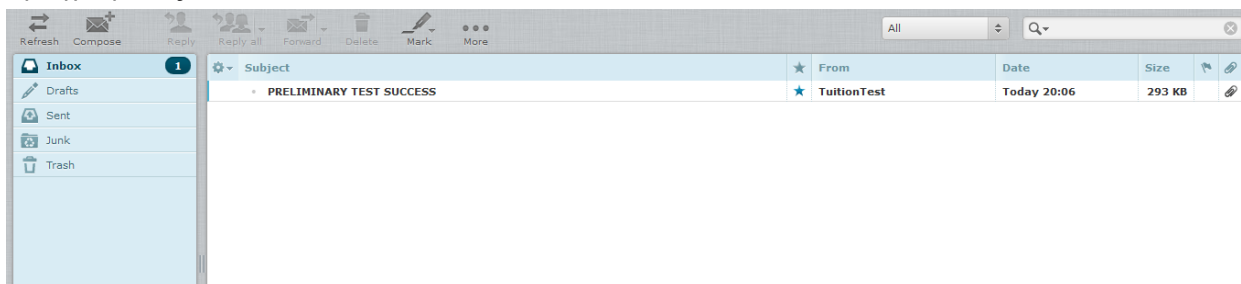 Refresh Compose Reply Reply all Forward Delete Mark More All
Inbox 1 Subject From Date Size
Drafts PRELIMINARY TEST SUCCESS TuitionTest Today 20:06 293 KB
Sent
Junk
Trash